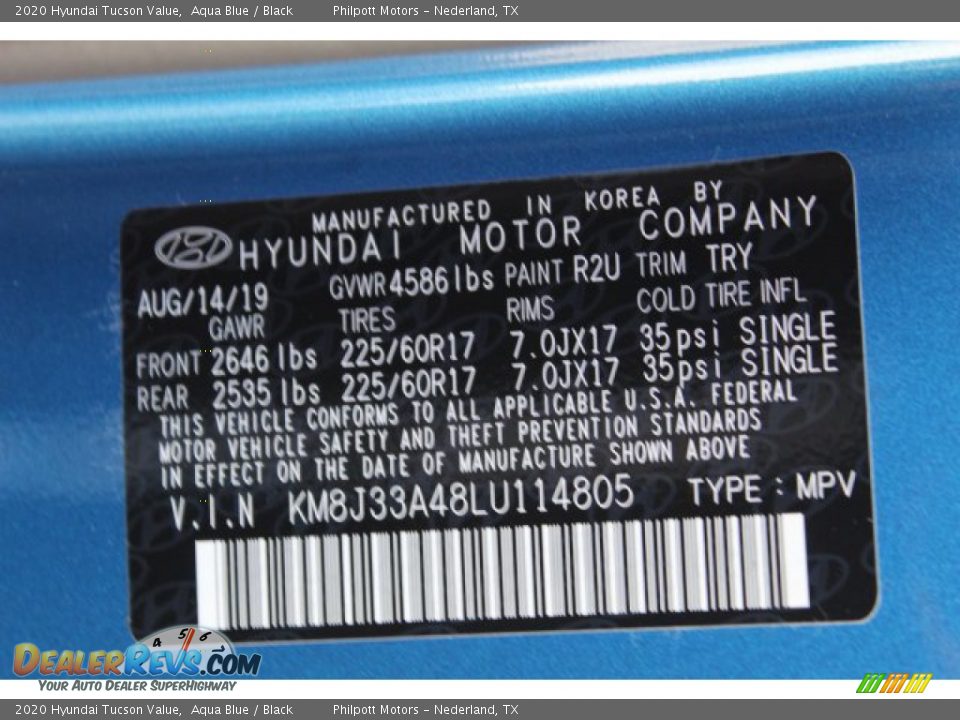 2020 Hyundai Tucson Value, Aqua Blue / Black Philpott Motors - Nederland, TX
MANUFACTURED IN KOREA BY
HYUNDAI MOTOR COMPANY
AUG/14/19 GVWR 4586 lbs PAINT R2U TRIM TRY
GAWR TIRES RIMS COLD TIRE INFL
FRONT 2646 lbs 225/60R17 7.0JX17 35psi SINGLE
REAR 2535 lbs 225/60R17 7.0JX17 35psi SINGLE
THIS VEHICLE CONFORMS TO ALL APPLICABLE U.S.A. FEDERAL
MOTOR VEHICLE SAFETY AND THEFT PREVENTION STANDARDS
IN EFFECT ON THE DATE OF MANUFACTURE SHOWN ABOVE
V.I.N KM8J33A48LU114805 TYPE : MPV
4 5 6
DEALERREVS.COM
YOUR AUTO DEALER SUPERHIGHWAY
2020 Hyundai Tucson Value, Aqua Blue / Black Philpott Motors - Nederland, TX